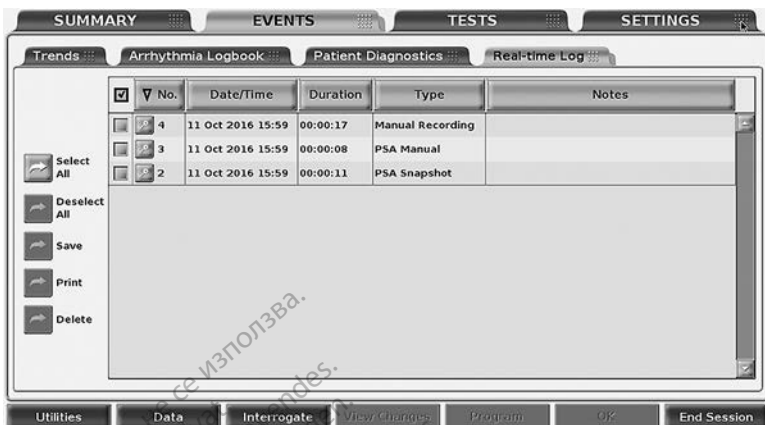 SUMMARY EVENTS TESTS SETTINGS
Trends Arrhythmia Logbook Patient Diagnostics Real-time Log
No. Date/Time Duration Type Notes
4 11 Oct 2016 15:59 00:00:17 Manual Recording
3 11 Oct 2016 15:59 00:00:08 PSA Manual
2 11 Oct 2016 15:59 00:00:11 PSA Snapshot
Select All
Deselect All
Save
Print
Delete
се използва.
endes.
Utilities Data Interrogate View Changes Program OK End Session